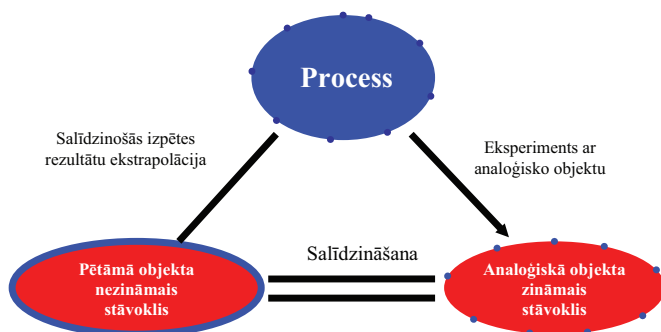 Process
Salīdzinošās izpētes
rezultātu ekstrapolācija
Eksperiments ar
analoģisko objektu
Salīdzināšana
Pētāmā objekta
nezināmais
stāvoklis
Analoģiskā objekta
zināmais
stāvoklis